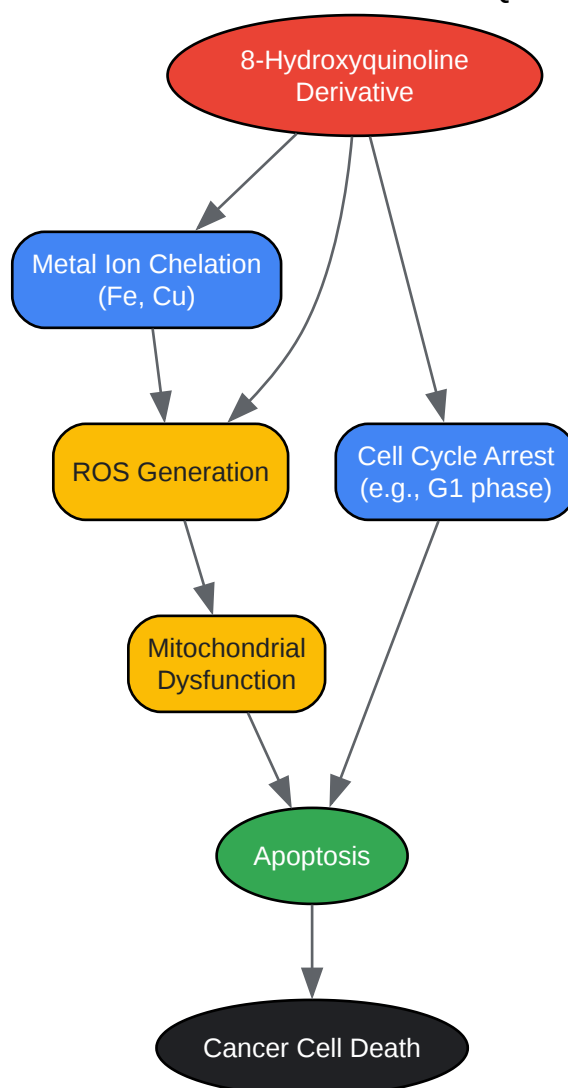 8-Hydroxyquinoline
Derivative
Metal Ion Chelation
(Fe, Cu)
ROS Generation
Cell Cycle Arrest
(e.g., G1 phase)
Mitochondrial
Dysfunction
Apoptosis
Cancer Cell Death